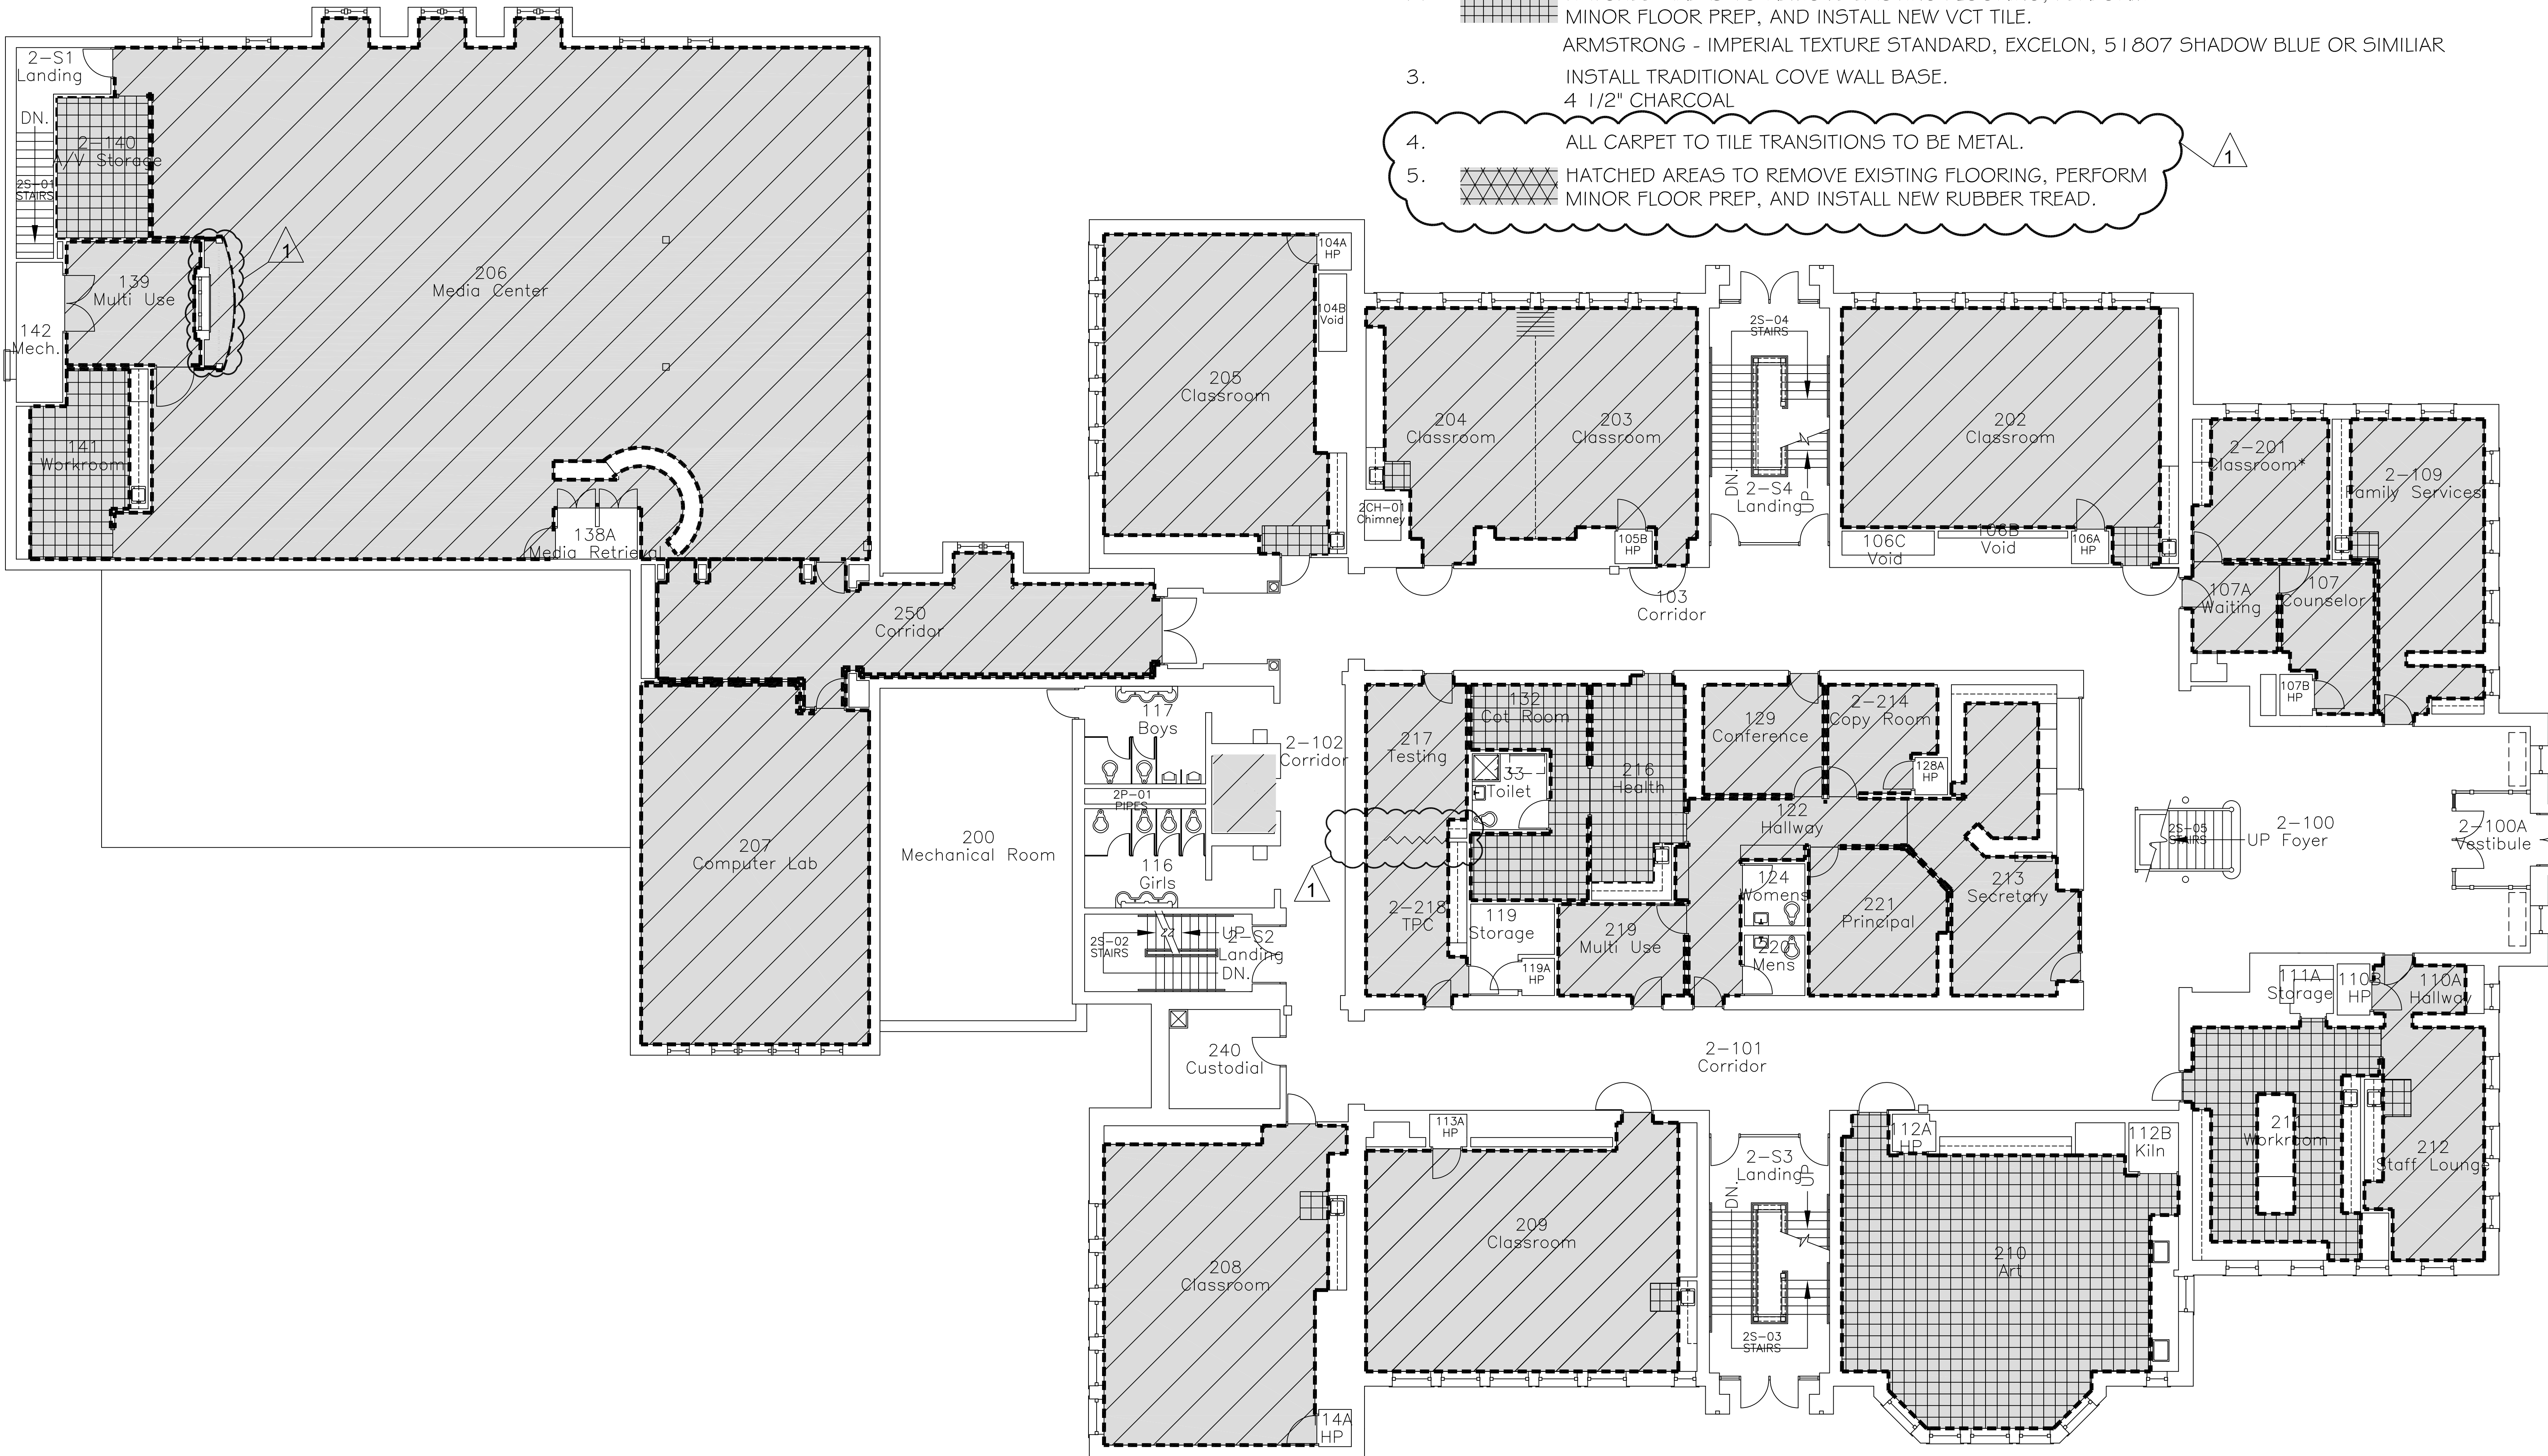 MINOR FLOOR PREP, AND INSTALL NEW VCT TILE.
ARMSTRONG - IMPERIAL TEXTURE STANDARD, EXCELON, 51807 SHADOW BLUE OR SIMILIAR
3. INSTALL TRADITIONAL COVE WALL BASE.
4 1/2" CHARCOAL
4. ALL CARPET TO TILE TRANSITIONS TO BE METAL.
5. HATCHED AREAS TO REMOVE EXISTING FLOORING, PERFORM
MINOR FLOOR PREP, AND INSTALL NEW RUBBER TREAD.
1
2-S1
Landing
DN.
2-140
A/V Storage
2S-01
STAIRS
139
Multi Use
1
142
Mech.
141
Workroom
206
Media Center
138A
Media Retrieval
250
Corridor
207
Computer Lab
200
Mechanical Room
117
Boys
2P-01
PIPES
116
Girls
2S-02
STAIRS
UP
DN.
2-S2
Landing
240
Custodial
2-102
Corridor
205
Classroom
104A
HP
104B
Void
204
Classroom
203
Classroom
2CH-01
Chimney
105B
HP
2S-04
STAIRS
DN.
2-S4
Landing
UP
202
Classroom
106C
Void
106B
Void
106A
HP
103
Corridor
2-201
Classroom*
2-109
Family Services
107A
Waiting
107
Counselor
107B
HP
217
Testing
132
Cot Room
133
Toilet
216
Health
129
Conference
2-214
Copy Room
128A
HP
122
Hallway
1
2-218
TPC
119
Storage
119A
HP
219
Multi Use
124
Womens
220
Mens
221
Principal
213
Secretary
2S-05
STAIRS
UP
2-100
Foyer
2-100A
Vestibule
2-101
Corridor
111A
Storage
110B
HP
110A
Hallway
211
Workroom
212
Staff Lounge
208
Classroom
14A
HP
113A
HP
209
Classroom
2-S3
Landing
DN.
UP
2S-03
STAIRS
112A
HP
112B
Kiln
210
Art